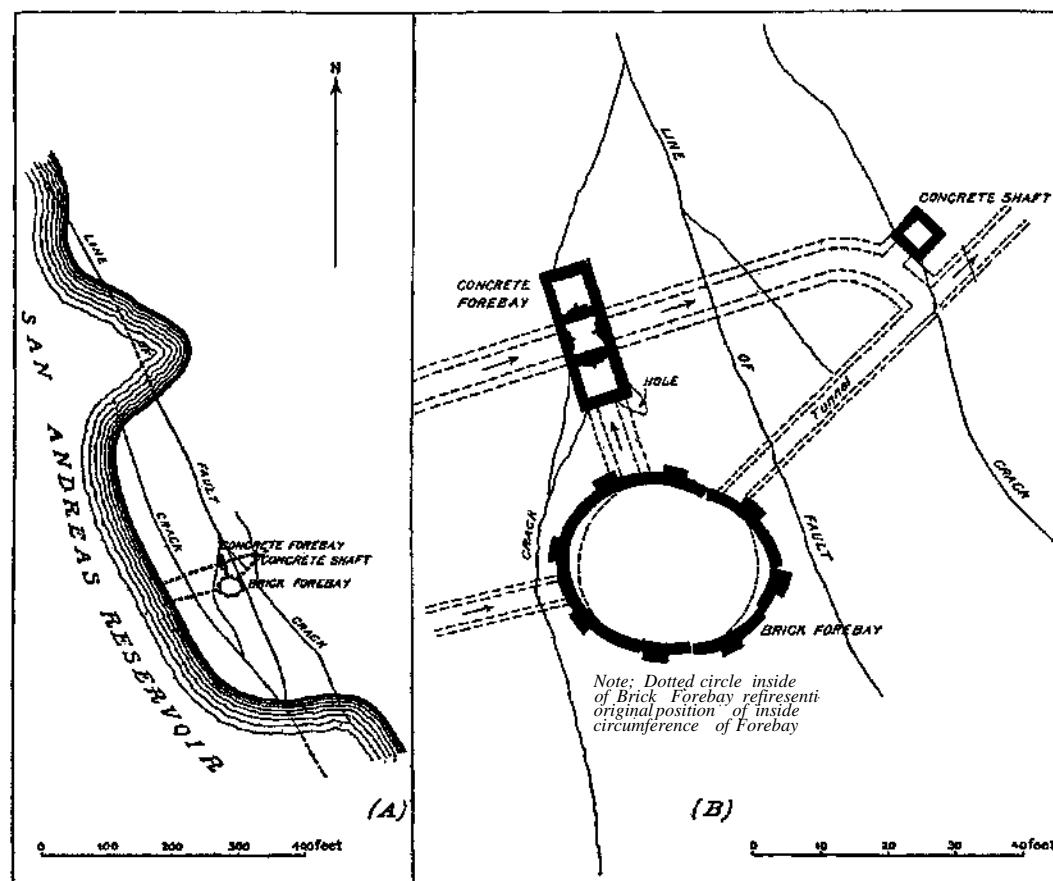 N
LINE
OF
FAULT
CRACK
CONCRETE FOREBAY
CONCRETE SHAFT
BRICK FOREBAY
CRACK
SAN ANDREAS RESERVOIR
(A)
0 100 200 300 400 feet
LINE
OF
FAULT
CONCRETE SHAFT
CONCRETE
FOREBAY
HOLE
Tunnel
CRACK
CRACK
BRICK FOREBAY
Note; Dotted circle inside
of Brick Forebay refiresenti
original position of inside
circumference of Forebay
(B)
0 10 20 30 40 feet